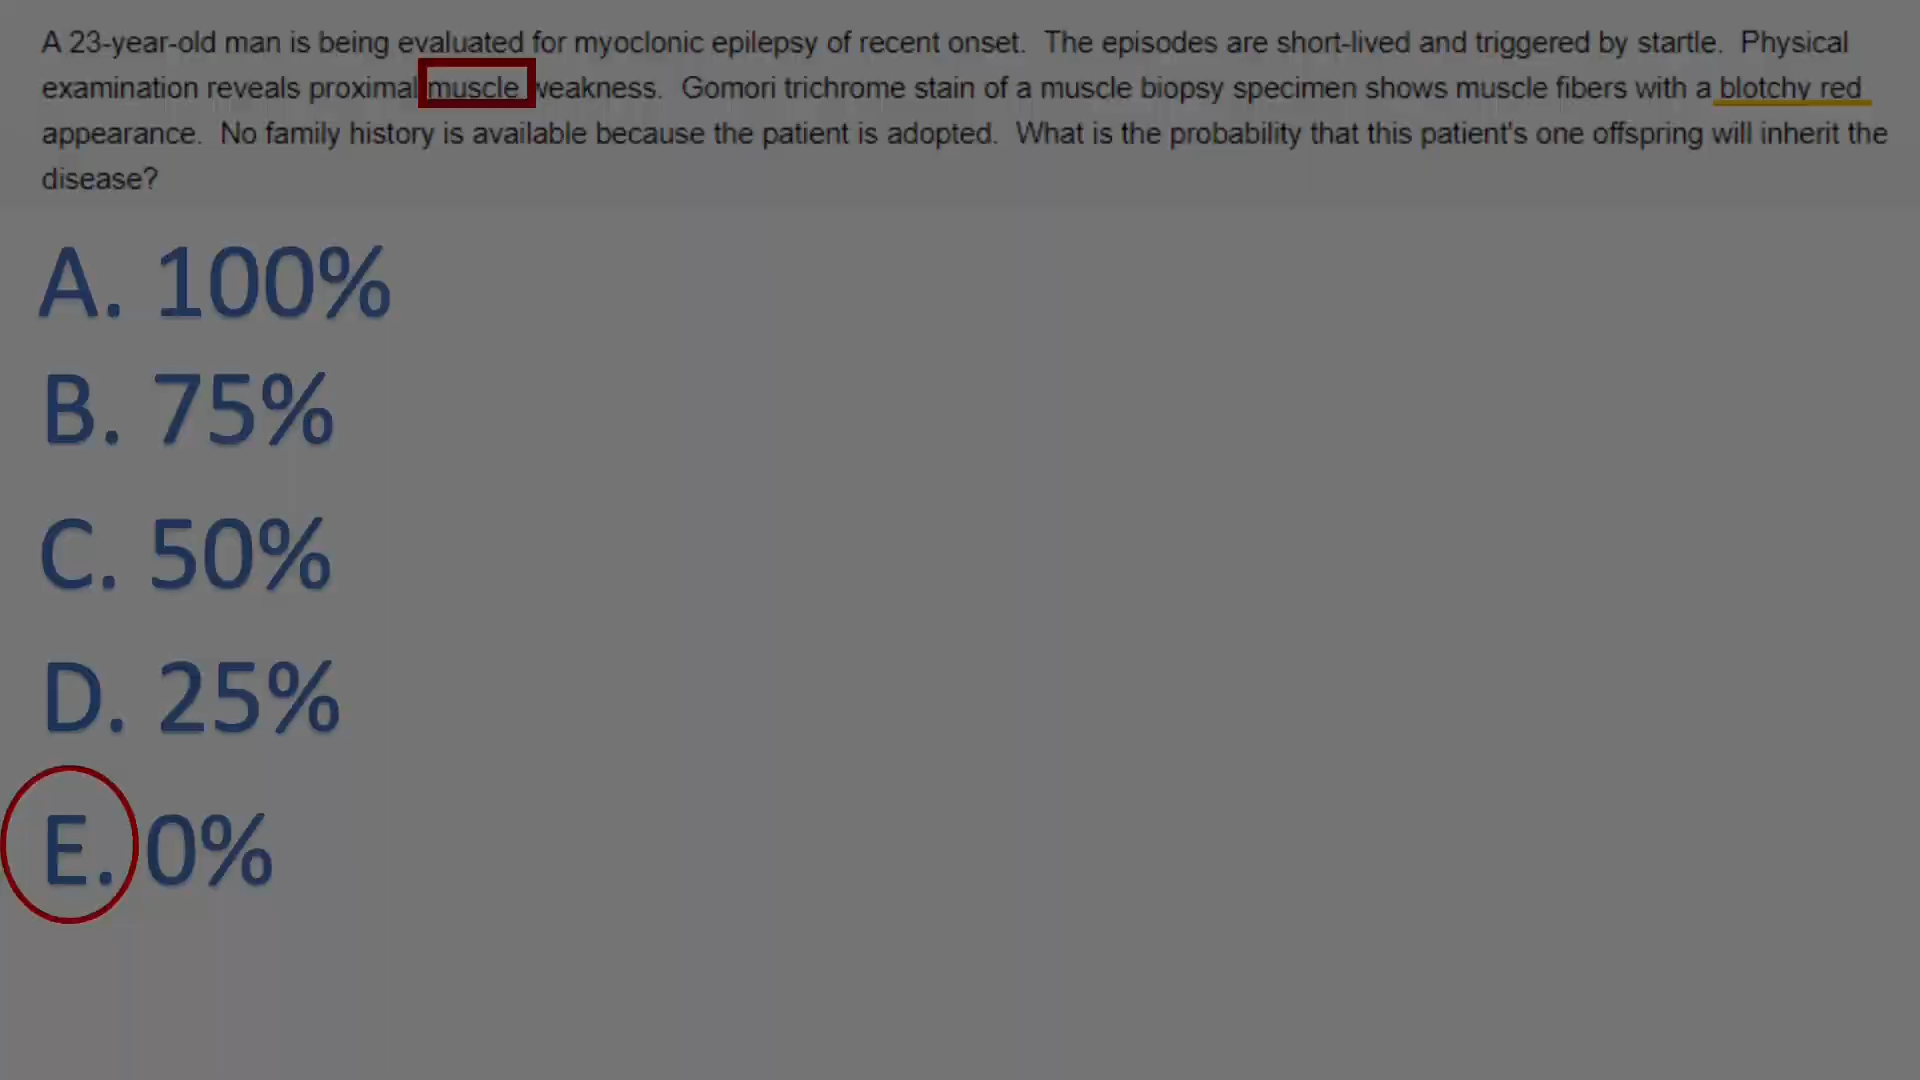 A 23-year-old man is being evaluated for myoclonic epilepsy of recent onset. The episodes are short-lived and triggered by startle. Physical
examination reveals proximal muscle weakness. Gomori trichrome stain of a muscle biopsy specimen shows muscle fibers with a blotchy red
appearance. No family history is available because the patient is adopted. What is the probability that this patient's one offspring will inherit the
disease?
A. 100%
B. 75%
C. 50%
D. 25%
E. 0%